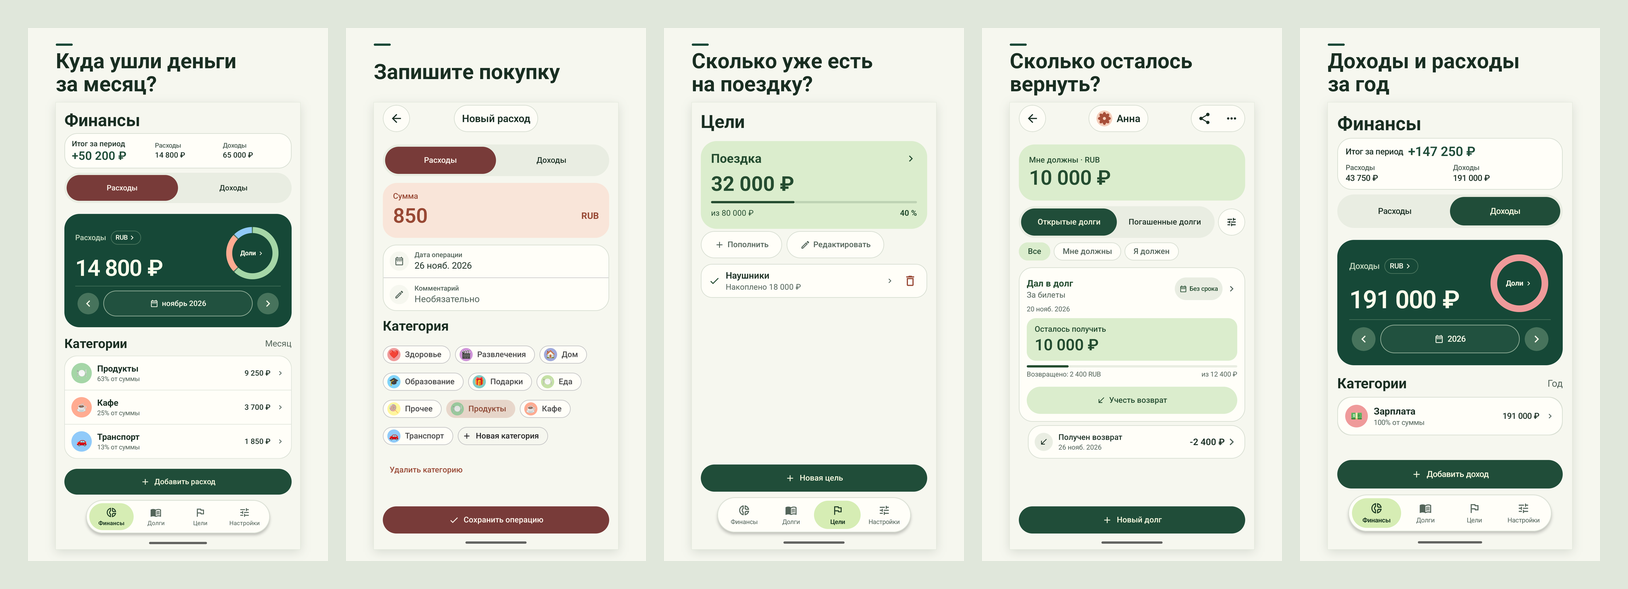 Куда ушли деньги
за месяц?
Финансы
Итог за период
+50 200 ₽
Расходы
14 800 ₽
Доходы
65 000 ₽
Расходы
Доходы
Расходы
RUB
14 800 ₽
Доли
ноябрь 2026
Категории
Месяц
Продукты
63% от суммы
9 250 ₽
Кафе
25% от суммы
3 700 ₽
Транспорт
13% от суммы
1 850 ₽
+ Добавить расход
Финансы
Долги
Цели
Настройки
Запишите покупку
Новый расход
Расходы
Доходы
Сумма
850
RUB
Дата операции
26 нояб. 2026
Комментарий
Необязательно
Категория
Здоровье
Развлечения
Дом
Образование
Подарки
Еда
Прочее
Продукты
Кафе
Транспорт
+ Новая категория
Удалить категорию
Сохранить операцию
Сколько уже есть
на поездку?
Цели
Поездка
32 000 ₽
из 80 000 ₽
40 %
+ Пополнить
Редактировать
Наушники
Накоплено 18 000 ₽
+ Новая цель
Финансы
Долги
Цели
Настройки
Сколько осталось
вернуть?
Анна
Мне должны · RUB
10 000 ₽
Открытые долги
Погашенные долги
Все
Мне должны
Я должен
Дал в долг
За билеты
Без срока
20 нояб. 2026
Осталось получить
10 000 ₽
Возвращено: 2 400 RUB
из 12 400 ₽
Учесть возврат
Получен возврат
26 нояб. 2026
-2 400 ₽
+ Новый долг
Доходы и расходы
за год
Финансы
Итог за период +147 250 ₽
Расходы
43 750 ₽
Доходы
191 000 ₽
Расходы
Доходы
Доходы
RUB
191 000 ₽
Доли
2026
Категории
Год
Зарплата
100% от суммы
191 000 ₽
+ Добавить доход
Финансы
Долги
Цели
Настройки